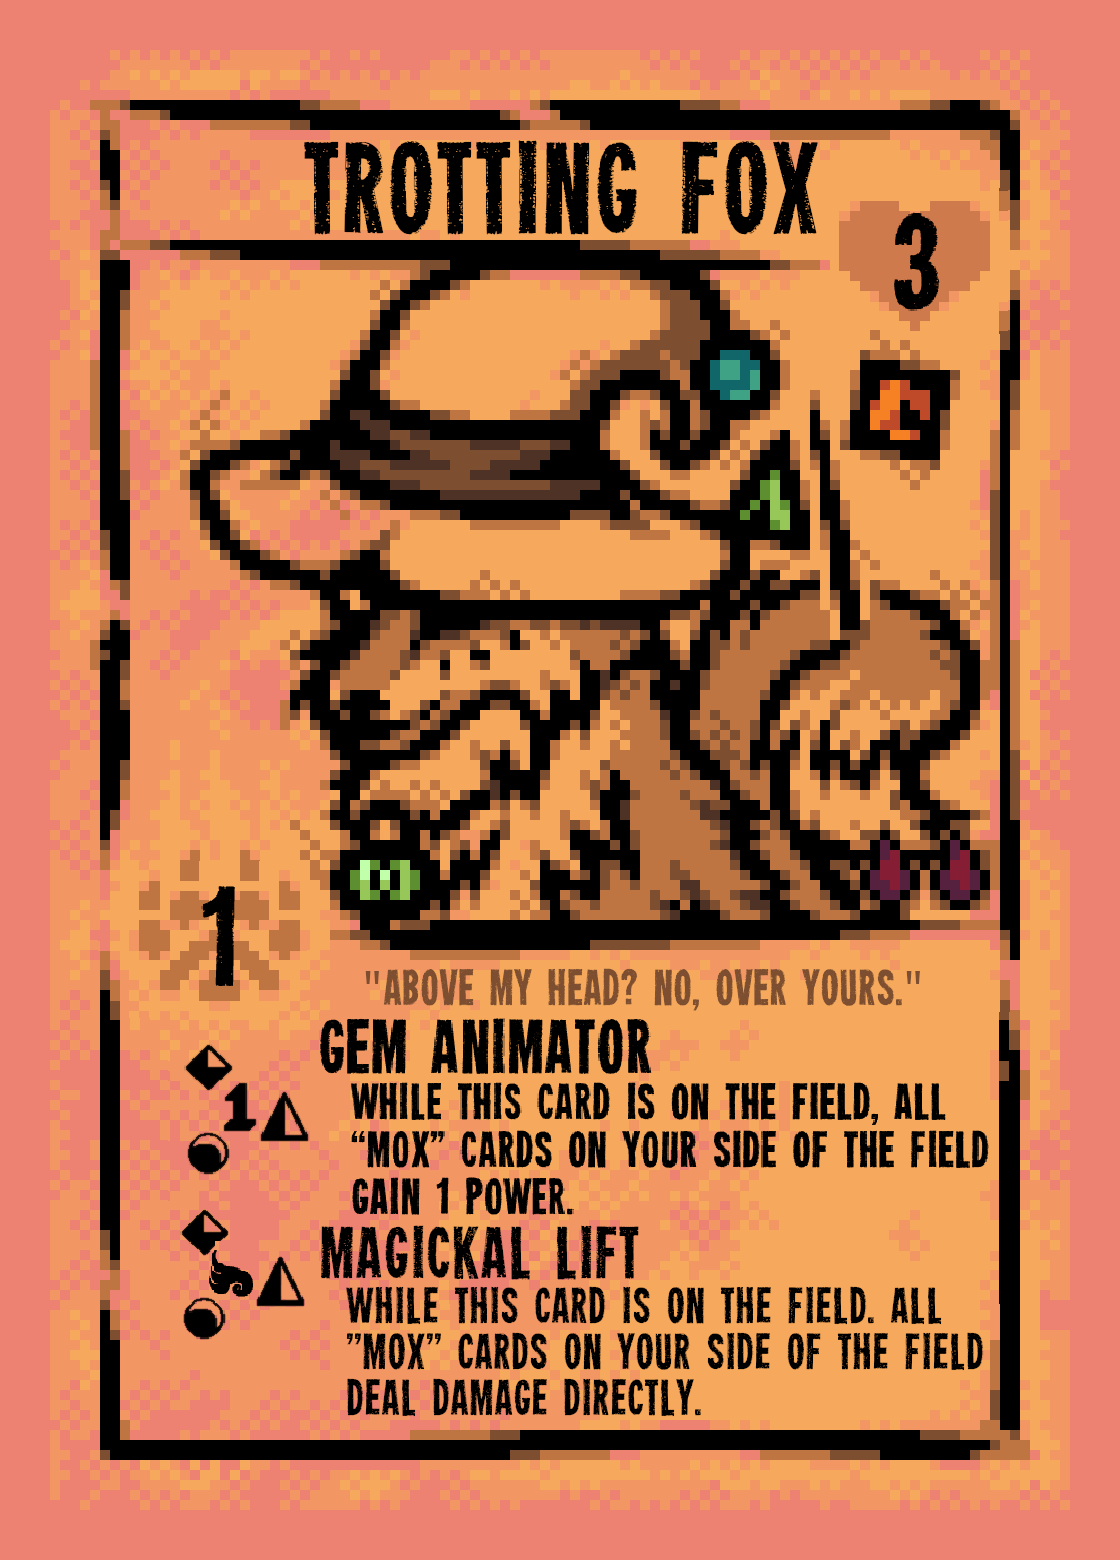 TROTTING FOX
3
1
"ABOVE MY HEAD? NO, OVER YOURS."
GEM ANIMATOR
1
WHILE THIS CARD IS ON THE FIELD, ALL
“MOX” CARDS ON YOUR SIDE OF THE FIELD
GAIN 1 POWER.
MAGICKAL LIFT
WHILE THIS CARD IS ON THE FIELD. ALL
”MOX” CARDS ON YOUR SIDE OF THE FIELD
DEAL DAMAGE DIRECTLY.